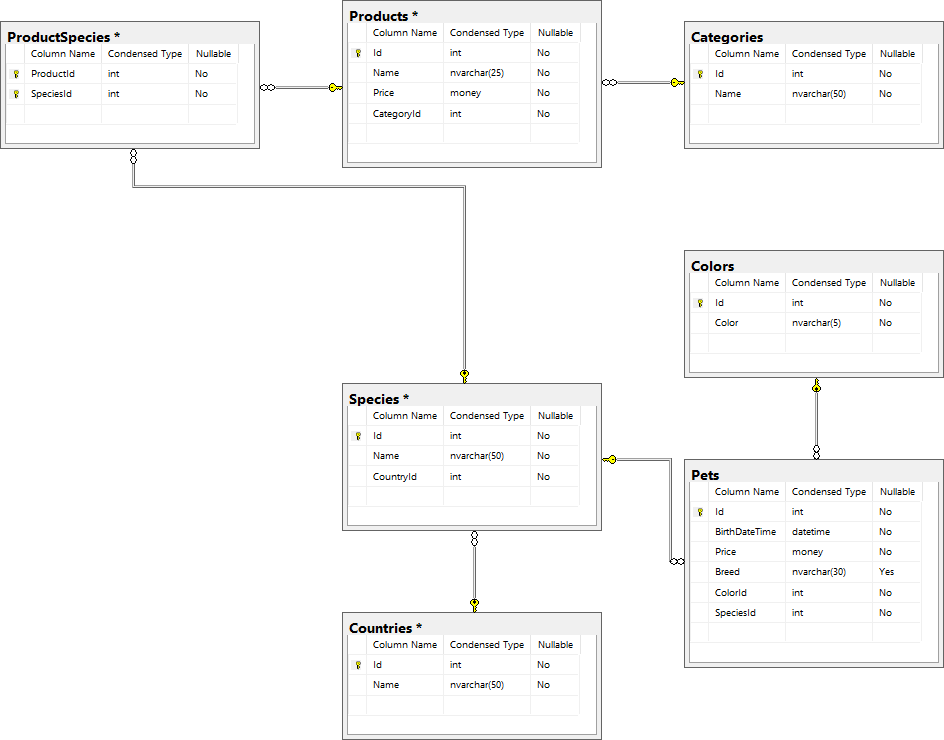 ProductSpecies *
Column Name Condensed Type Nullable
ProductId int No
SpeciesId int No
Products *
Column Name Condensed Type Nullable
Id int No
Name nvarchar(25) No
Price money No
CategoryId int No
Categories
Column Name Condensed Type Nullable
Id int No
Name nvarchar(50) No
Colors
Column Name Condensed Type Nullable
Id int No
Color nvarchar(5) No
Species *
Column Name Condensed Type Nullable
Id int No
Name nvarchar(50) No
CountryId int No
Pets
Column Name Condensed Type Nullable
Id int No
BirthDateTime datetime No
Price money No
Breed nvarchar(30) Yes
ColorId int No
SpeciesId int No
Countries *
Column Name Condensed Type Nullable
Id int No
Name nvarchar(50) No